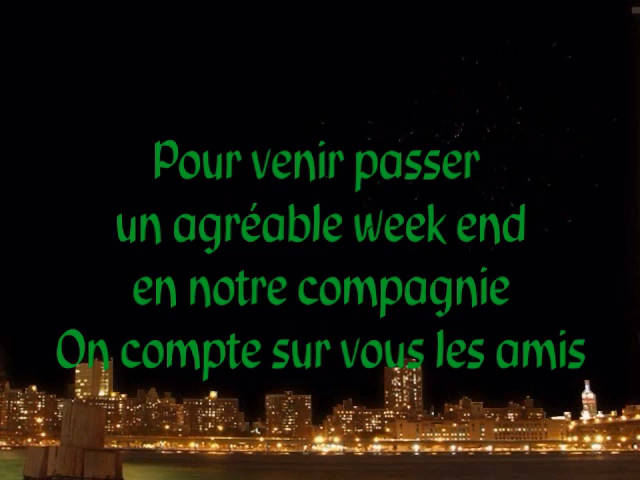 Pour venir passer
un agréable week end
en notre compagnie
On compte sur vous les amis